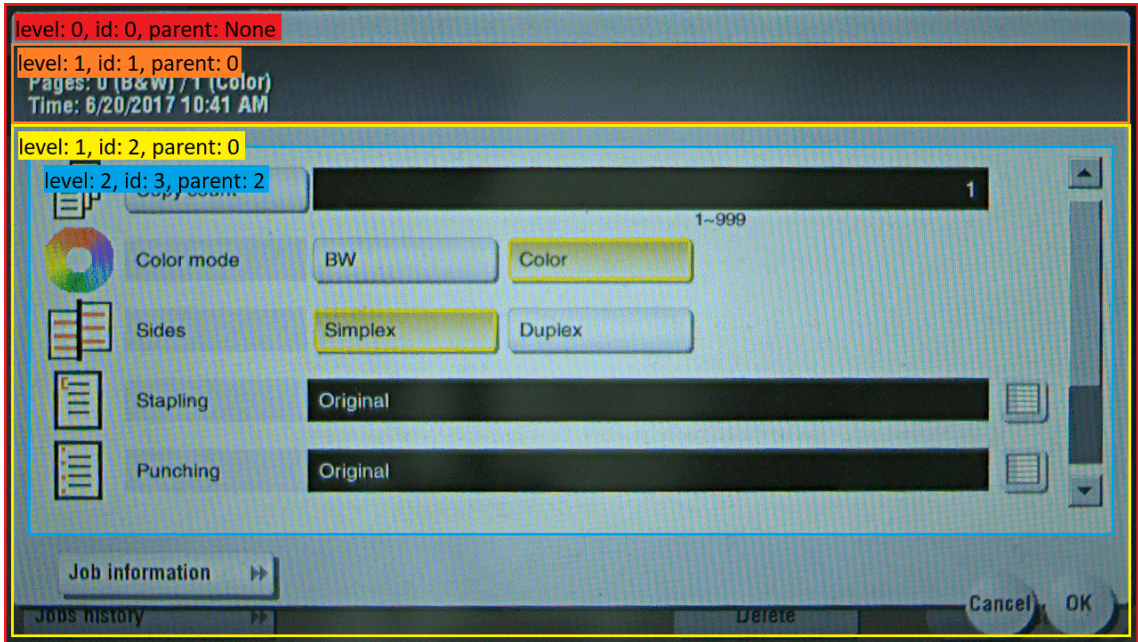 level: 0, id: 0, parent: None
level: 1, id: 1, parent: 0
Pages: 0 (B&W) / 1 (Color)
Time: 6/20/2017 10:41 AM
level: 1, id: 2, parent: 0
level: 2, id: 3, parent: 2
Copy count 1
1~999
Color mode BW Color
Sides Simplex Duplex
Stapling Original
Punching Original
Job information
Cancel OK
Jobs history Delete